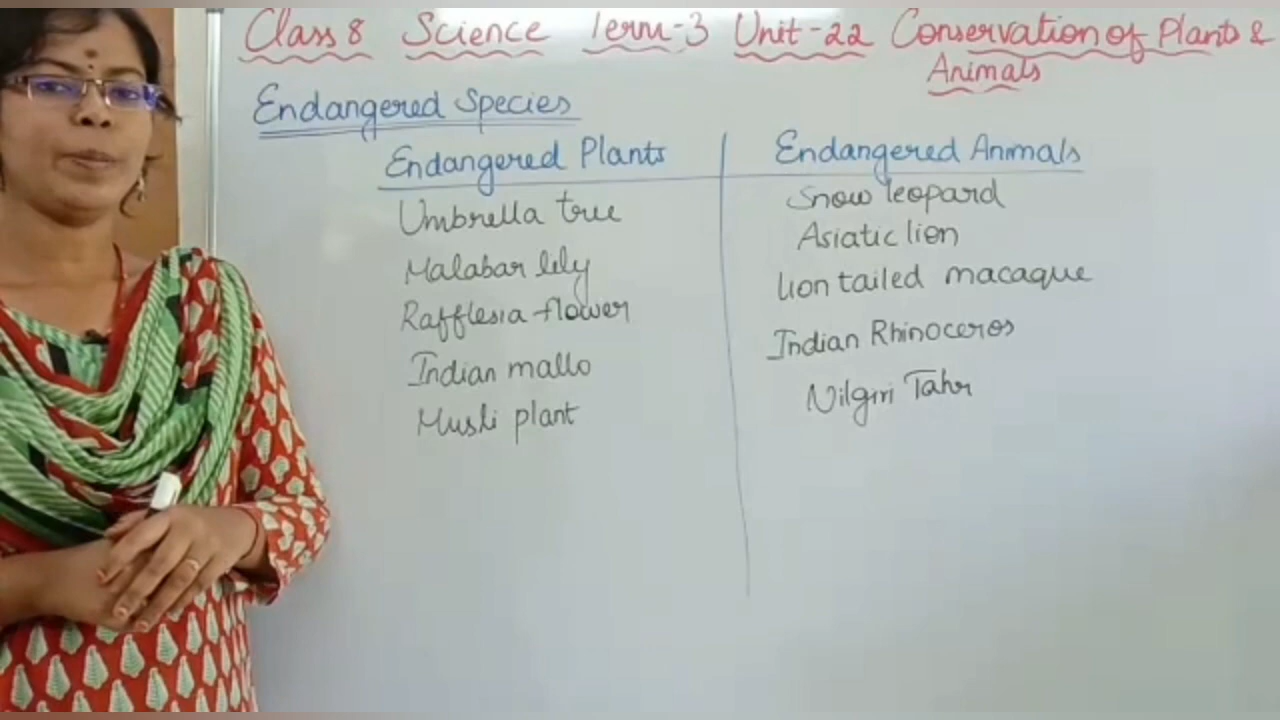 Class 8 Science Term-3 Unit-22 Conservation of Plants &
Animals
Endangered Species
Endangered Plants
Endangered Animals
Umbrella tree
Snow leopard
Malabar lily
Asiatic lion
Rafflesia flower
Lion tailed macaque
Indian mallo
Indian Rhinoceros
Musli plant
Nilgiri Tahr